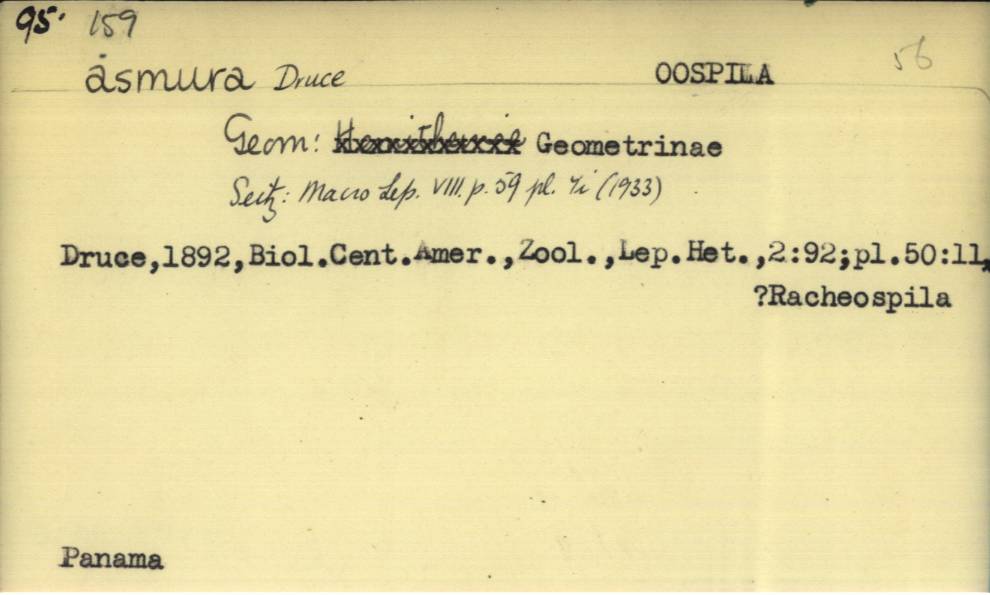 95. 159
asmura Druce OOSPILA 56
Geom: Geometrinae
Seitz: Macro Lep. VIII. p. 59 pl. 7i (1933)
Druce,1892,Biol.Cent.Amer.,Zool.,Lep.Het.,2:92;pl.50:11,
?Racheospila
Panama